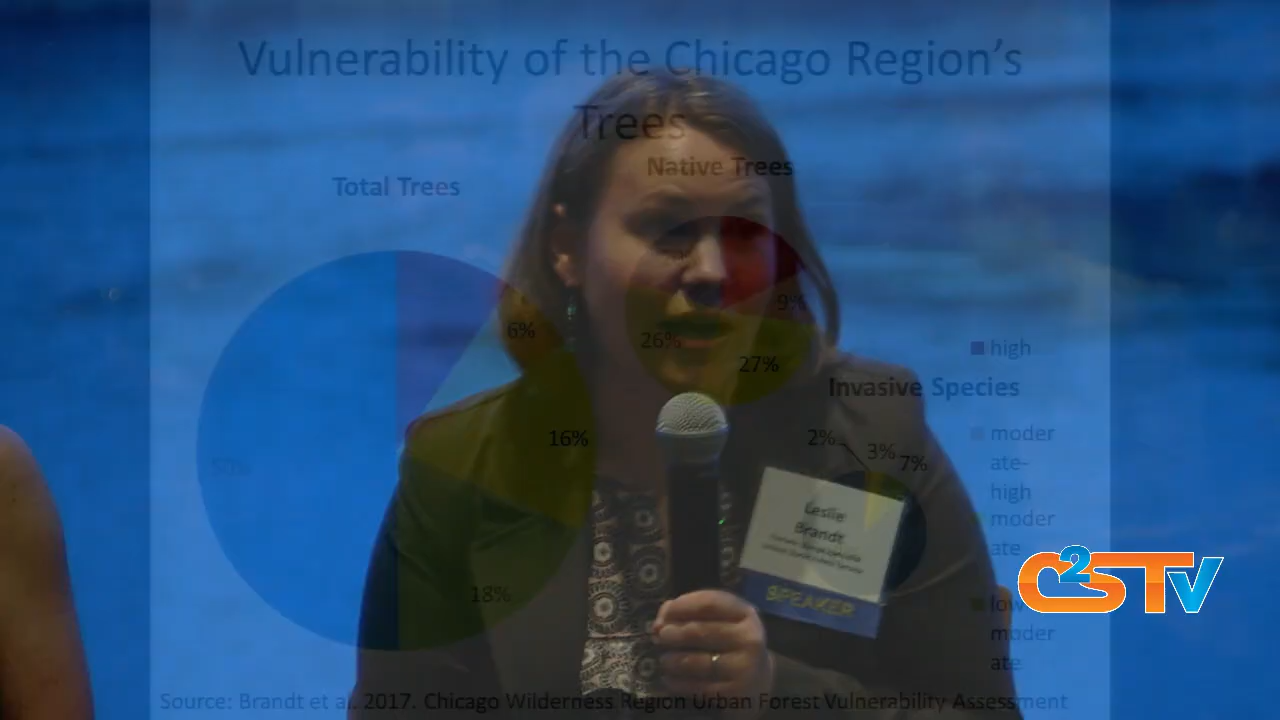 Vulnerability of the Chicago Region's
Trees
Native Trees
Total Trees
9%
6%
26%
27%
high
Invasive Species
16%
2%
3%
7%
moder
ate-
high
moder
ate
Leslie
Brandt
SPEAKER
C2STV
18%
low
moder
ate
Source: Brandt et al. 2017. Chicago Wilderness Region Urban Forest Vulnerability Assessment